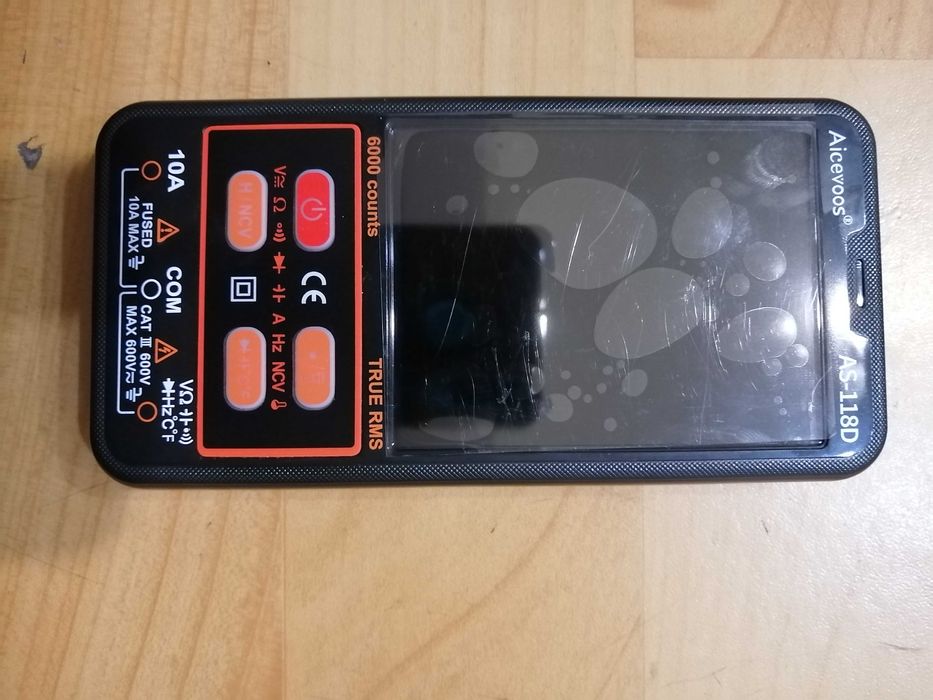 Aicevoos®
AS-118D
6000 counts
TRUE RMS
CE
V Ω A Hz NCV
H / NCV
10A
COM
VΩ
Hz°C°F
FUSED
10A MAX
CAT III 600V
MAX 600V